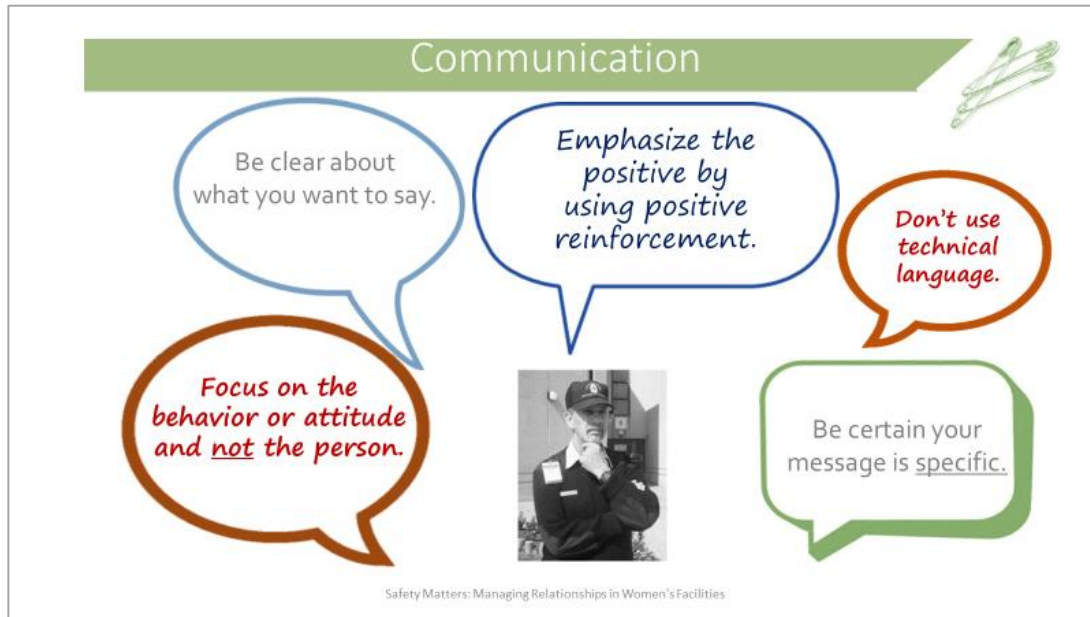 Communication
Be clear about
what you want to say.
Emphasize the
positive by
using positive
reinforcement.
Don't use
technical
language.
Focus on the
behavior or attitude
and not the person.
Be certain your
message is specific.
Safety Matters: Managing Relationships in Women's Facilities